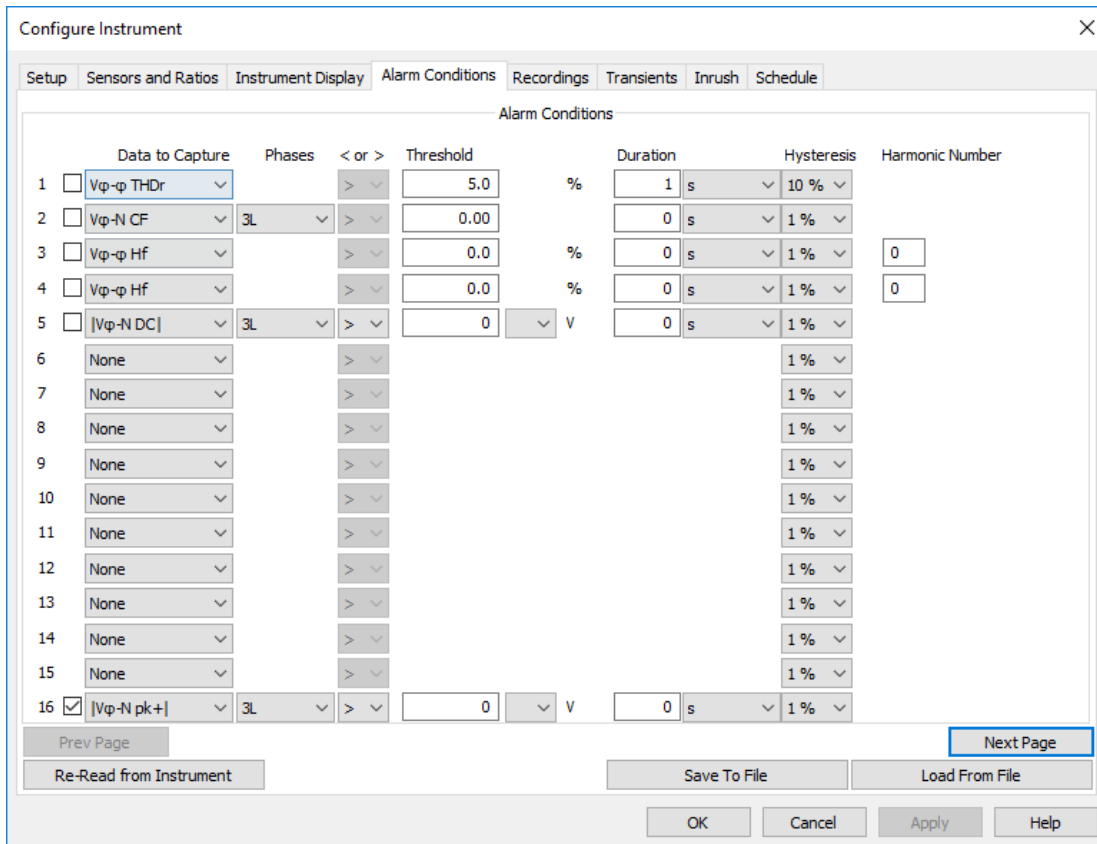 Configure Instrument
Setup Sensors and Ratios Instrument Display Alarm Conditions Recordings Transients Inrush Schedule
Alarm Conditions
Data to Capture Phases < or > Threshold Duration Hysteresis Harmonic Number
1 Vφ-φ THDr > 5.0 % 1 s 10 %
2 Vφ-N CF 3L > 0.00 0 s 1 %
3 Vφ-φ Hf > 0.0 % 0 s 1 % 0
4 Vφ-φ Hf > 0.0 % 0 s 1 % 0
5 |Vφ-N DC| 3L > 0 V 0 s 1 %
6 None > 1 %
7 None > 1 %
8 None > 1 %
9 None > 1 %
10 None > 1 %
11 None > 1 %
12 None > 1 %
13 None > 1 %
14 None > 1 %
15 None > 1 %
16 |Vφ-N pk+| 3L > 0 V 0 s 1 %
Prev Page Next Page
Re-Read from Instrument Save To File Load From File
OK Cancel Apply Help